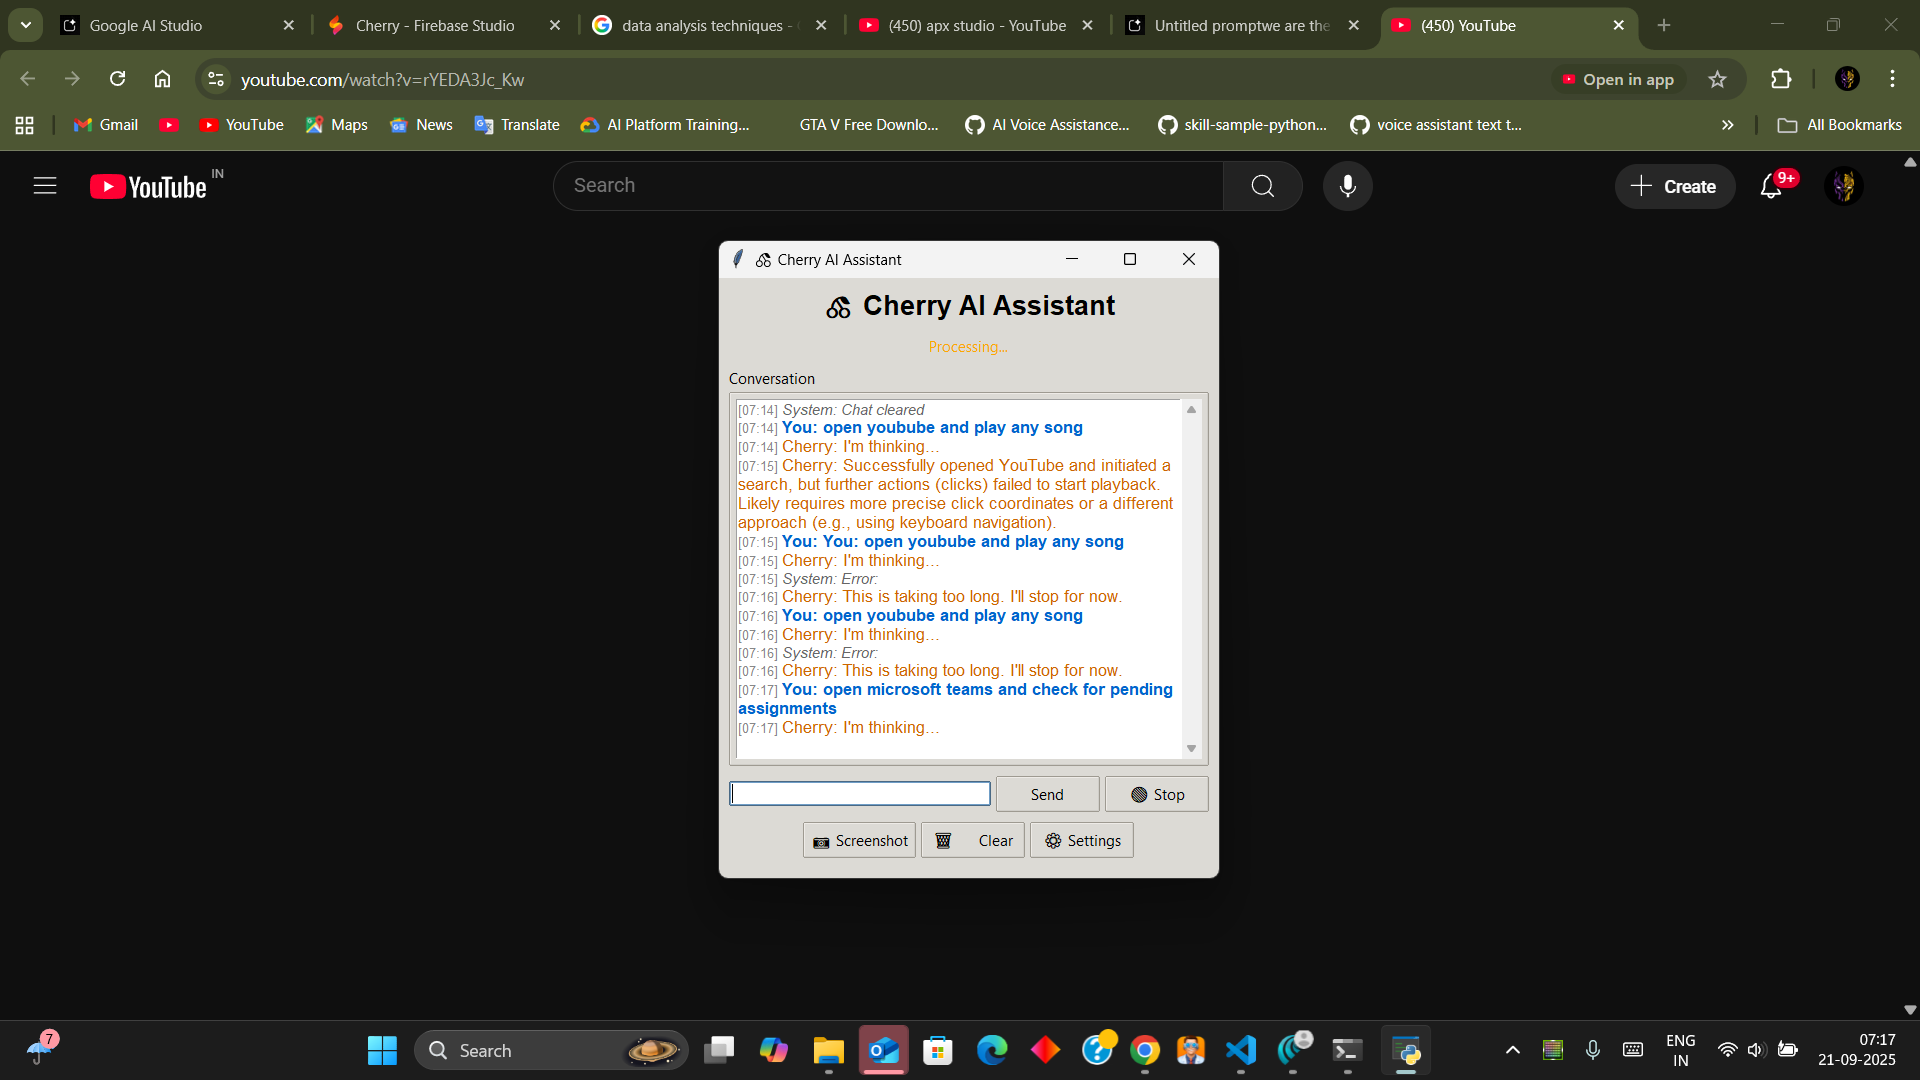 Google AI Studio
Cherry - Firebase Studio
data analysis techniques -
(450) apx studio - YouTube
Untitled promptwe are the
(450) YouTube
youtube.com/watch?v=rYEDA3Jc_Kw
Open in app
Gmail
YouTube
Maps
News
Translate
AI Platform Training...
GTA V Free Downlo...
AI Voice Assistance...
skill-sample-python...
voice assistant text t...
All Bookmarks
YouTube IN
Search
Create
9+
Cherry AI Assistant
Cherry AI Assistant
Processing...
Conversation
[07:14] System: Chat cleared
[07:14] You: open youbube and play any song
[07:14] Cherry: I'm thinking...
[07:15] Cherry: Successfully opened YouTube and initiated a
search, but further actions (clicks) failed to start playback.
Likely requires more precise click coordinates or a different
approach (e.g., using keyboard navigation).
[07:15] You: You: open youbube and play any song
[07:15] Cherry: I'm thinking...
[07:15] System: Error:
[07:16] Cherry: This is taking too long. I'll stop for now.
[07:16] You: open youbube and play any song
[07:16] Cherry: I'm thinking...
[07:16] System: Error:
[07:16] Cherry: This is taking too long. I'll stop for now.
[07:17] You: open microsoft teams and check for pending
assignments
[07:17] Cherry: I'm thinking...
Send
Stop
Screenshot
Clear
Settings
7
Search
ENG
IN
07:17
21-09-2025